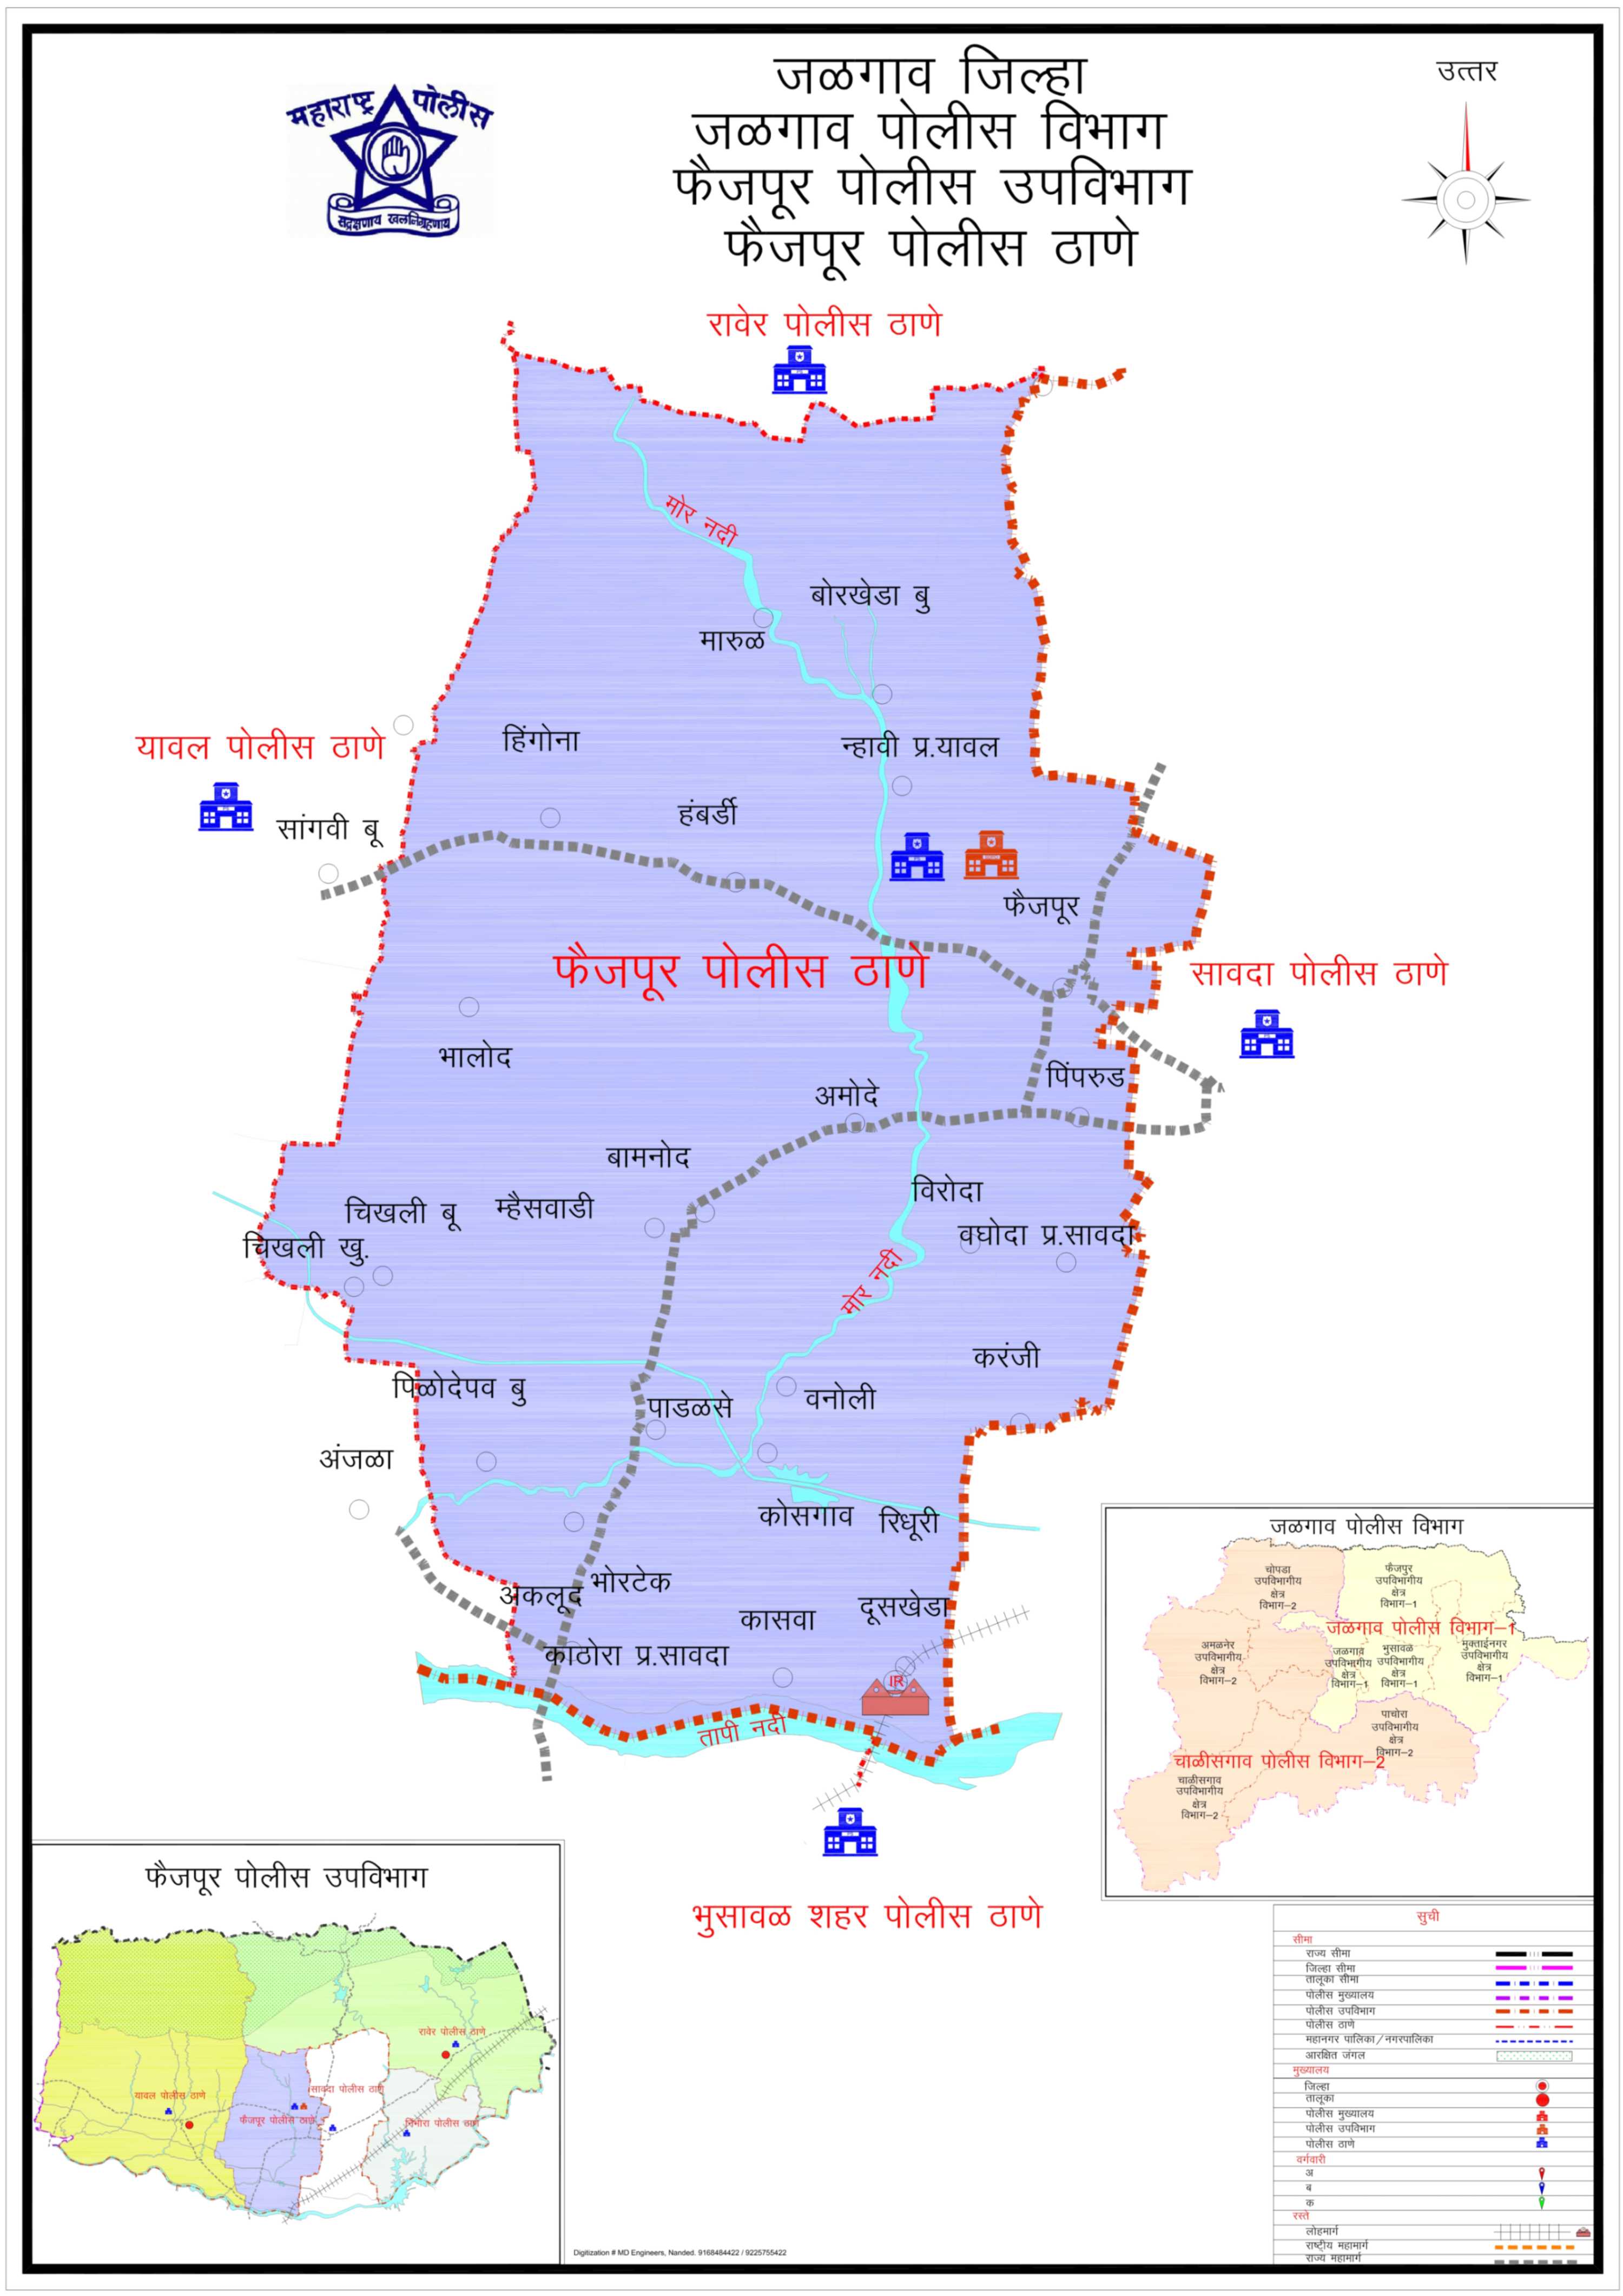 महाराष्ट्र पोलीस
सद्रक्षणाय खलनिग्रहणाय
जळगाव जिल्हा
जळगाव पोलीस विभाग
फैजपूर पोलीस उपविभाग
फैजपूर पोलीस ठाणे
उत्तर
रावेर पोलीस ठाणे
मोर नदी
बोरखेडा बु
मारुळ
यावल पोलीस ठाणे
हिंगोना
न्हावी प्र.यावल
सांगवी बू
हंबर्डी
फैजपूर
फैजपूर पोलीस ठाणे
सावदा पोलीस ठाणे
भालोद
पिंपरुड
अमोदे
बामनोद
विरोदा
चिखली बू
म्हैसवाडी
वघोदा प्र.सावदा
चिखली खु.
मोर नदी
करंजी
पिळोदेपव बु
पाडळसे
वनोली
अंजळा
कोसगाव
रिधूरी
भोरटेक
अकलूद
कासवा
दूसखेडा
काठोरा प्र.सावदा
IR
तापी नदी
भुसावळ शहर पोलीस ठाणे
जळगाव पोलीस विभाग
चोपडा
उपविभागीय
क्षेत्र
विभाग–2
फैजपुर
उपविभागीय
क्षेत्र
विभाग–1
जळगाव पोलीस विभाग–1
अमळनेर
उपविभागीय
क्षेत्र
विभाग–2
जळगाव
उपविभागीय
क्षेत्र
विभाग–1
भुसावळ
उपविभागीय
क्षेत्र
विभाग–1
मुक्ताईनगर
उपविभागीय
क्षेत्र
विभाग–1
पाचोरा
उपविभागीय
क्षेत्र
विभाग–2
चाळीसगाव पोलीस विभाग–2
चाळीसगाव
उपविभागीय
क्षेत्र
विभाग–2
फैजपूर पोलीस उपविभाग
रावेर पोलीस ठाणे
यावल पोलीस ठाणे
सावदा पोलीस ठाणे
फैजपूर पोलीस ठाणे
निंभोरा पोलीस ठाणे
सुची
सीमा
राज्य सीमा
जिल्हा सीमा
तालूका सीमा
पोलीस मुख्यालय
पोलीस उपविभाग
पोलीस ठाणे
महानगर पालिका/नगरपालिका
आरक्षित जंगल
मुख्यालय
जिल्हा
तालूका
पोलीस मुख्यालय
पोलीस उपविभाग
पोलीस ठाणे
वर्गवारी
अ
ब
क
रस्ते
लोहमार्ग
राष्ट्रीय महामार्ग
राज्य महामार्ग
Digitization # MD Engineers, Nanded. 9168484422 / 9225755422